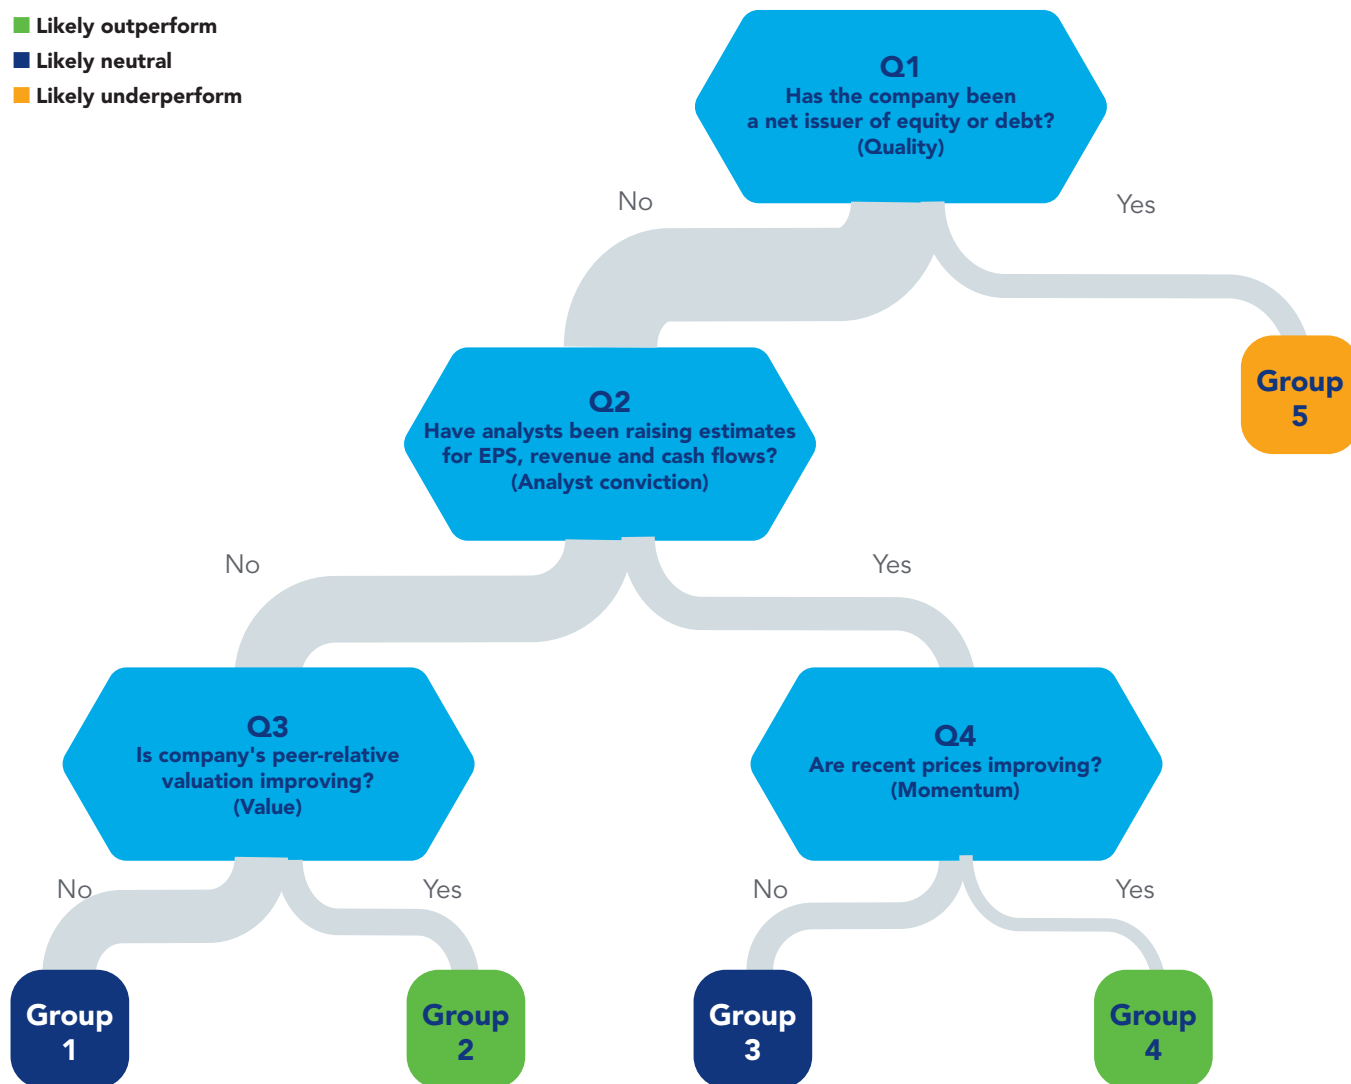 Likely outperform
Likely neutral
Likely underperform
Q1
Has the company been
a net issuer of equity or debt?
(Quality)
No
Yes
Group
5
Q2
Have analysts been raising estimates
for EPS, revenue and cash flows?
(Analyst conviction)
No
Yes
Q3
Is company's peer-relative
valuation improving?
(Value)
Q4
Are recent prices improving?
(Momentum)
No
Yes
No
Yes
Group
1
Group
2
Group
3
Group
4